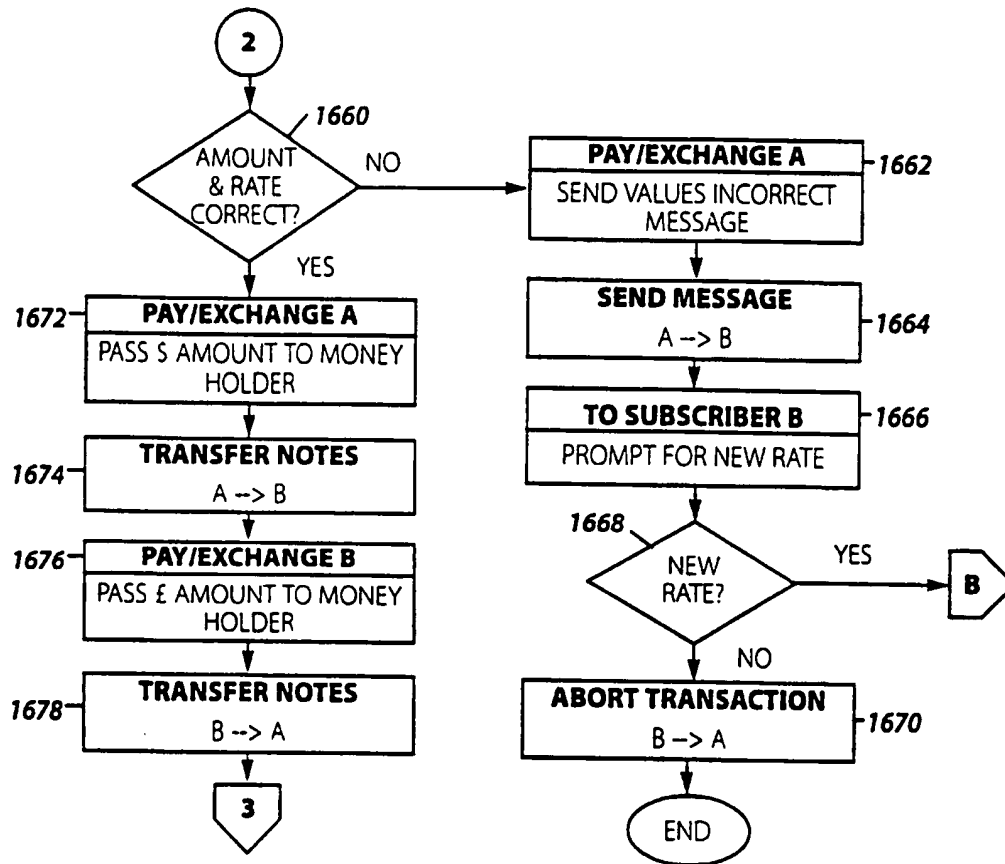 2
1660
AMOUNT
& RATE
CORRECT?
NO
YES
1672
PAY/EXCHANGE A
PASS $ AMOUNT TO MONEY
HOLDER
1674
TRANSFER NOTES
A --> B
1676
PAY/EXCHANGE B
PASS £ AMOUNT TO MONEY
HOLDER
1678
TRANSFER NOTES
B --> A
3
PAY/EXCHANGE A
1662
SEND VALUES INCORRECT
MESSAGE
SEND MESSAGE
1664
A --> B
TO SUBSCRIBER B
1666
PROMPT FOR NEW RATE
1668
NEW
RATE?
YES
B
NO
ABORT TRANSACTION
1670
B --> A
END